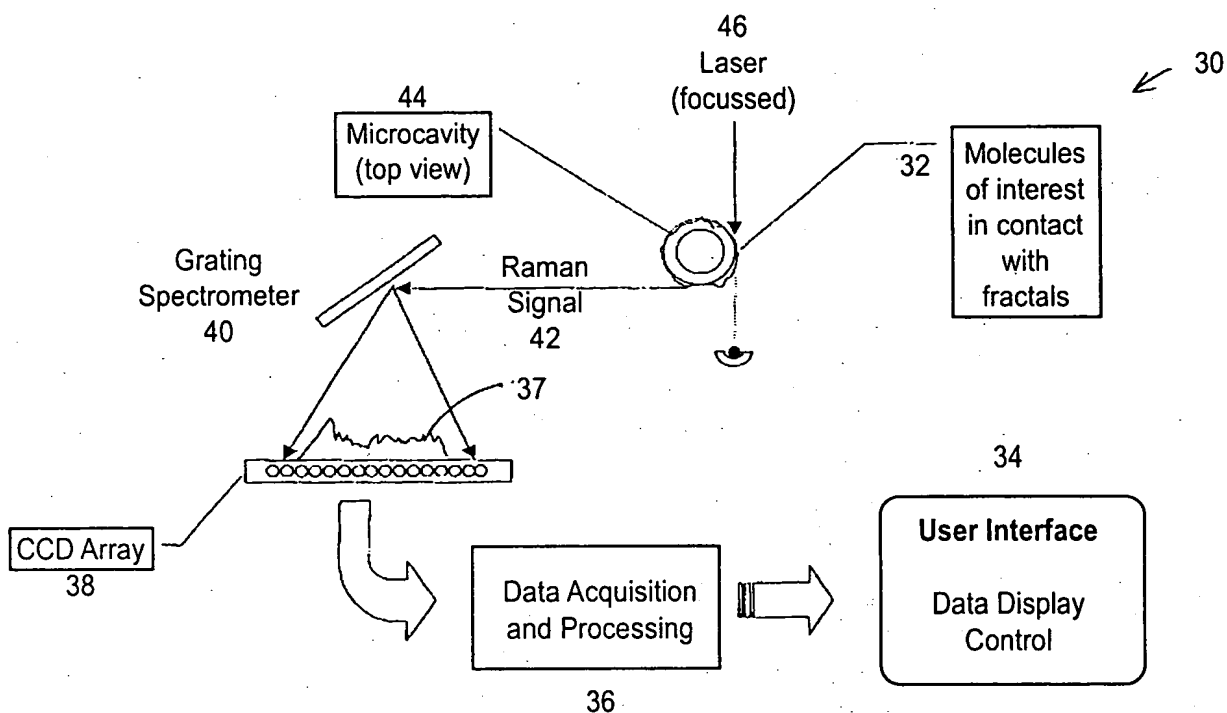 46
Laser
(focussed)
30
44
Microcavity
(top view)
32
Molecules
of interest
in contact
with
fractals
Grating
Spectrometer
40
Raman
Signal
42
37
34
CCD Array
38
User Interface
Data Display
Control
Data Acquisition
and Processing
36